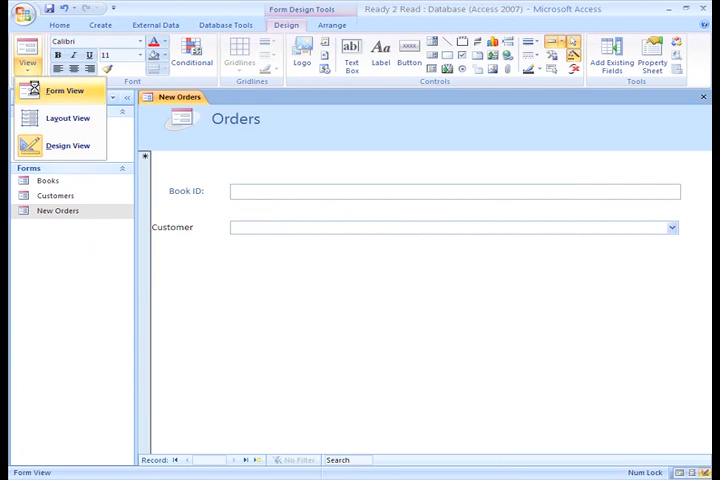 Form Design Tools
Ready 2 Read : Database (Access 2007) - Microsoft Access
Home
Create
External Data
Database Tools
Design
Arrange
View
Calibri
11
Font
Conditional
Gridlines
Gridlines
Logo
Text Box
Label
Button
Controls
Add Existing Fields
Property Sheet
Tools
Form View
Layout View
Design View
Forms
Books
Customers
New Orders
New Orders
Orders
Book ID:
Customer
Record:
No Filter
Search
Form View
Num Lock